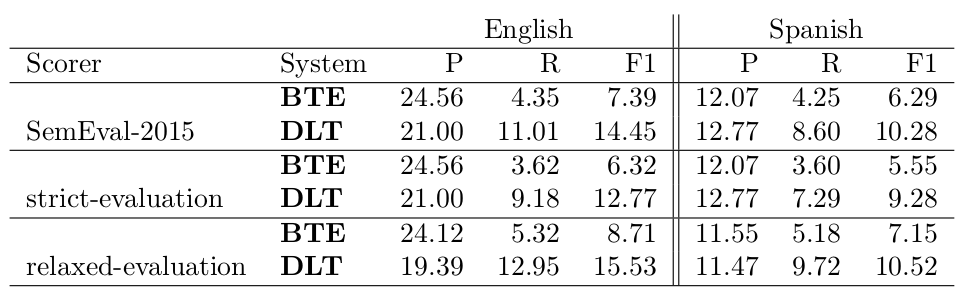 English Spanish
Scorer System P R F1 P R F1
BTE 24.56 4.35 7.39 12.07 4.25 6.29
SemEval-2015 DLT 21.00 11.01 14.45 12.77 8.60 10.28
BTE 24.56 3.62 6.32 12.07 3.60 5.55
strict-evaluation DLT 21.00 9.18 12.77 12.77 7.29 9.28
BTE 24.12 5.32 8.71 11.55 5.18 7.15
relaxed-evaluation DLT 19.39 12.95 15.53 11.47 9.72 10.52